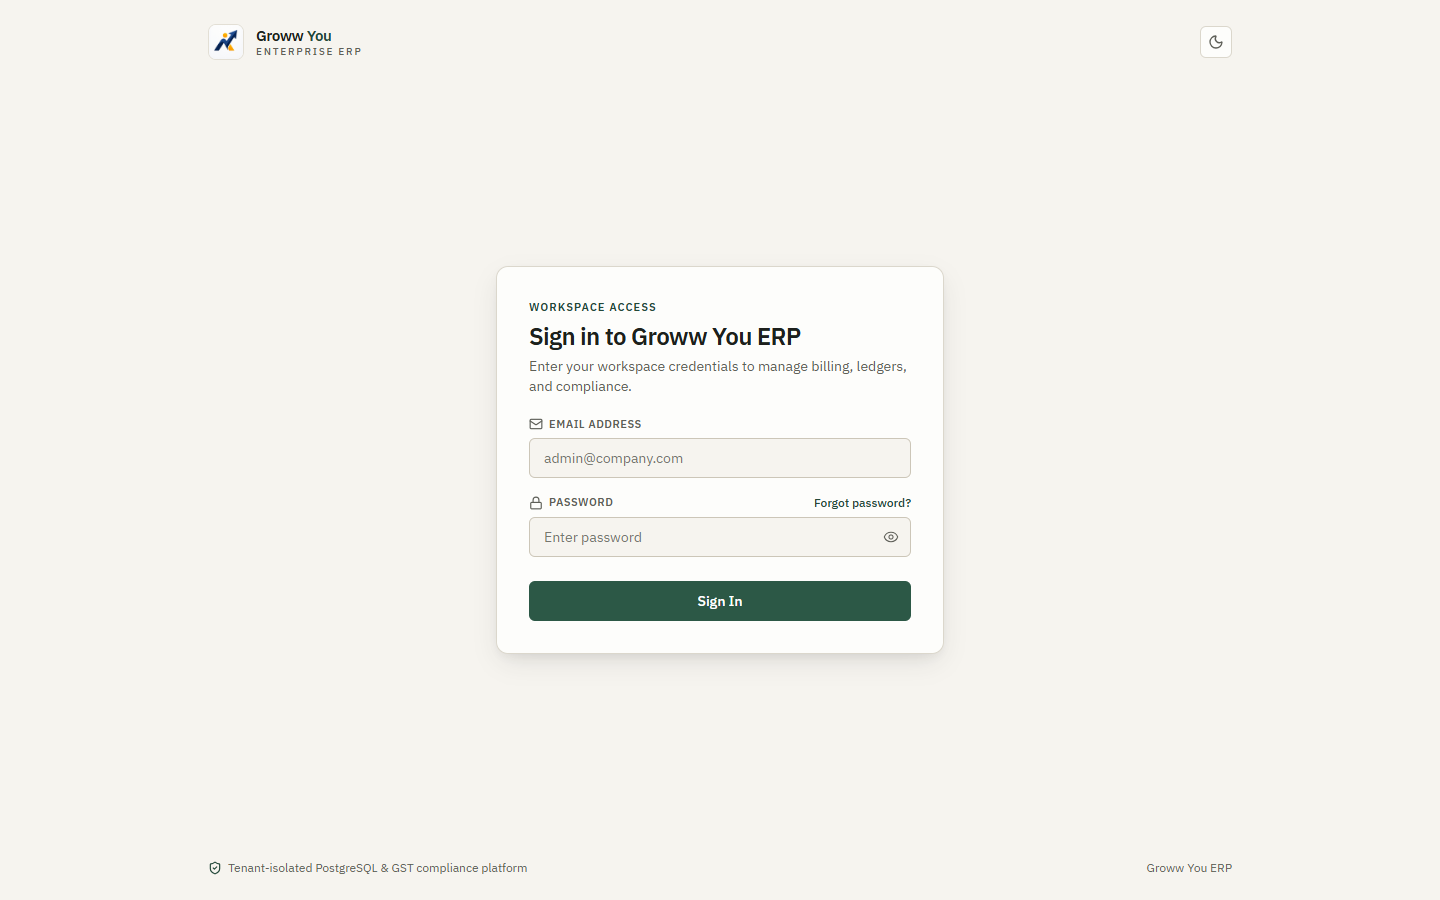 Groww You
ENTERPRISE ERP
WORKSPACE ACCESS
Sign in to Groww You ERP
Enter your workspace credentials to manage billing, ledgers,
and compliance.
EMAIL ADDRESS
admin@company.com
PASSWORD
Forgot password?
Enter password
Sign In
Tenant-isolated PostgreSQL & GST compliance platform
Groww You ERP